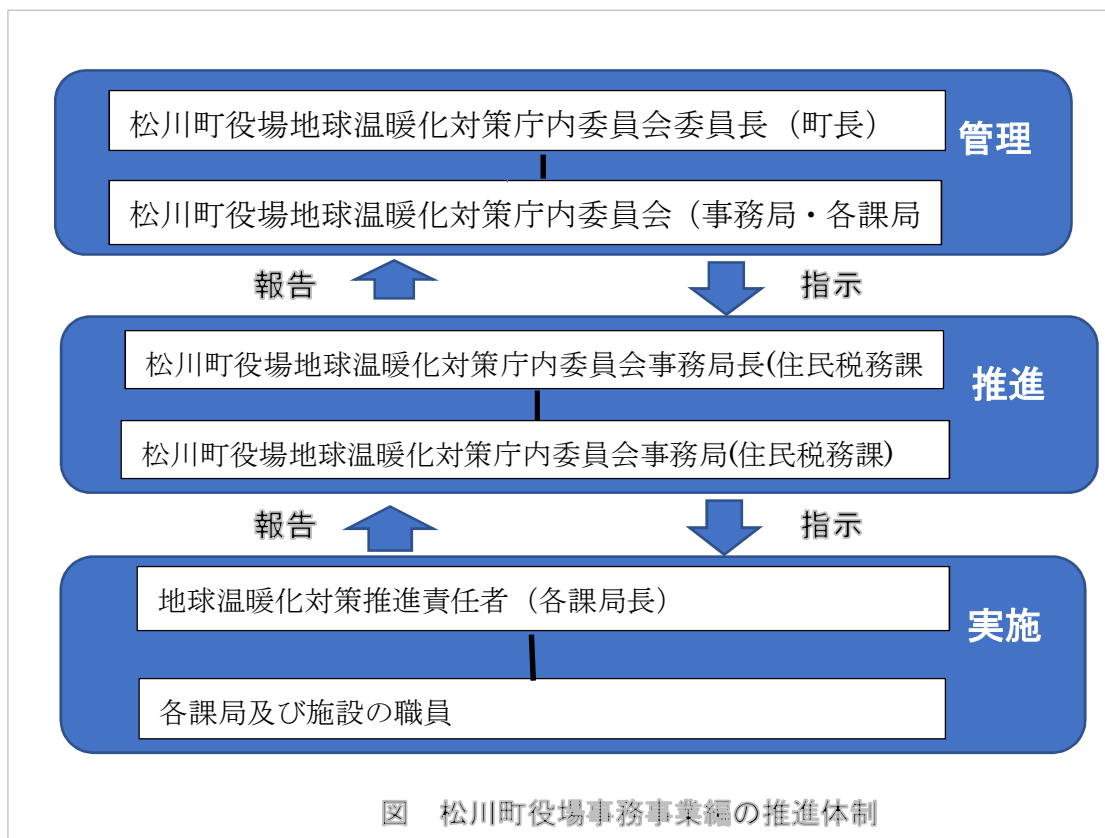 松川町役場地球温暖化対策庁内委員会委員長（町長）
管理
松川町役場地球温暖化対策庁内委員会（事務局・各課局
報告
指示
松川町役場地球温暖化対策庁内委員会事務局長(住民税務課
推進
松川町役場地球温暖化対策庁内委員会事務局(住民税務課)
報告
指示
地球温暖化対策推進責任者（各課局長）
実施
各課局及び施設の職員
図　松川町役場事務事業編の推進体制